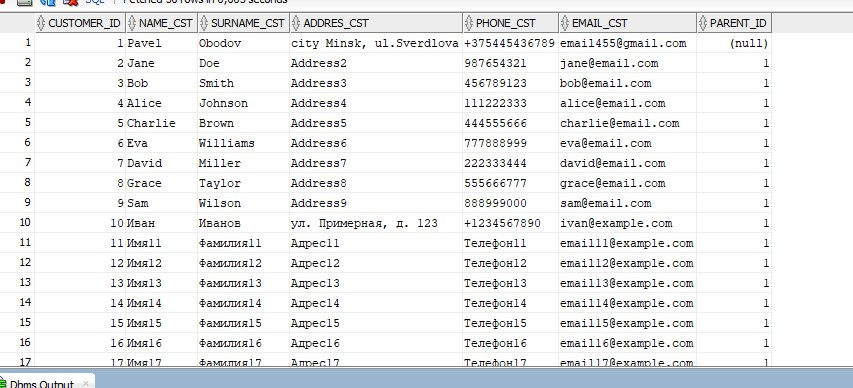 SQL | Fetched 50 rows in 0,005 seconds
CUSTOMER_ID NAME_CST SURNAME_CST ADDRES_CST PHONE_CST EMAIL_CST PARENT_ID
1 1 Pavel Obodov city Minsk, ul.Sverdlova +375445436789 email455@gmail.com (null)
2 2 Jane Doe Address2 987654321 jane@email.com 1
3 3 Bob Smith Address3 456789123 bob@email.com 1
4 4 Alice Johnson Address4 111222333 alice@email.com 1
5 5 Charlie Brown Address5 444555666 charlie@email.com 1
6 6 Eva Williams Address6 777888999 eva@email.com 1
7 7 David Miller Address7 222333444 david@email.com 1
8 8 Grace Taylor Address8 555666777 grace@email.com 1
9 9 Sam Wilson Address9 888999000 sam@email.com 1
10 10 Иван Иванов ул. Примерная, д. 123 +1234567890 ivan@example.com 1
11 11 Имя11 Фамилия11 Адрес11 Телефон11 email11@example.com 1
12 12 Имя12 Фамилия12 Адрес12 Телефон12 email12@example.com 1
13 13 Имя13 Фамилия13 Адрес13 Телефон13 email13@example.com 1
14 14 Имя14 Фамилия14 Адрес14 Телефон14 email14@example.com 1
15 15 Имя15 Фамилия15 Адрес15 Телефон15 email15@example.com 1
16 16 Имя16 Фамилия16 Адрес16 Телефон16 email16@example.com 1
17 17 Имя17 Фамилия17 Адрес17 Телефон17 email17@example.com 1
Dbms Output